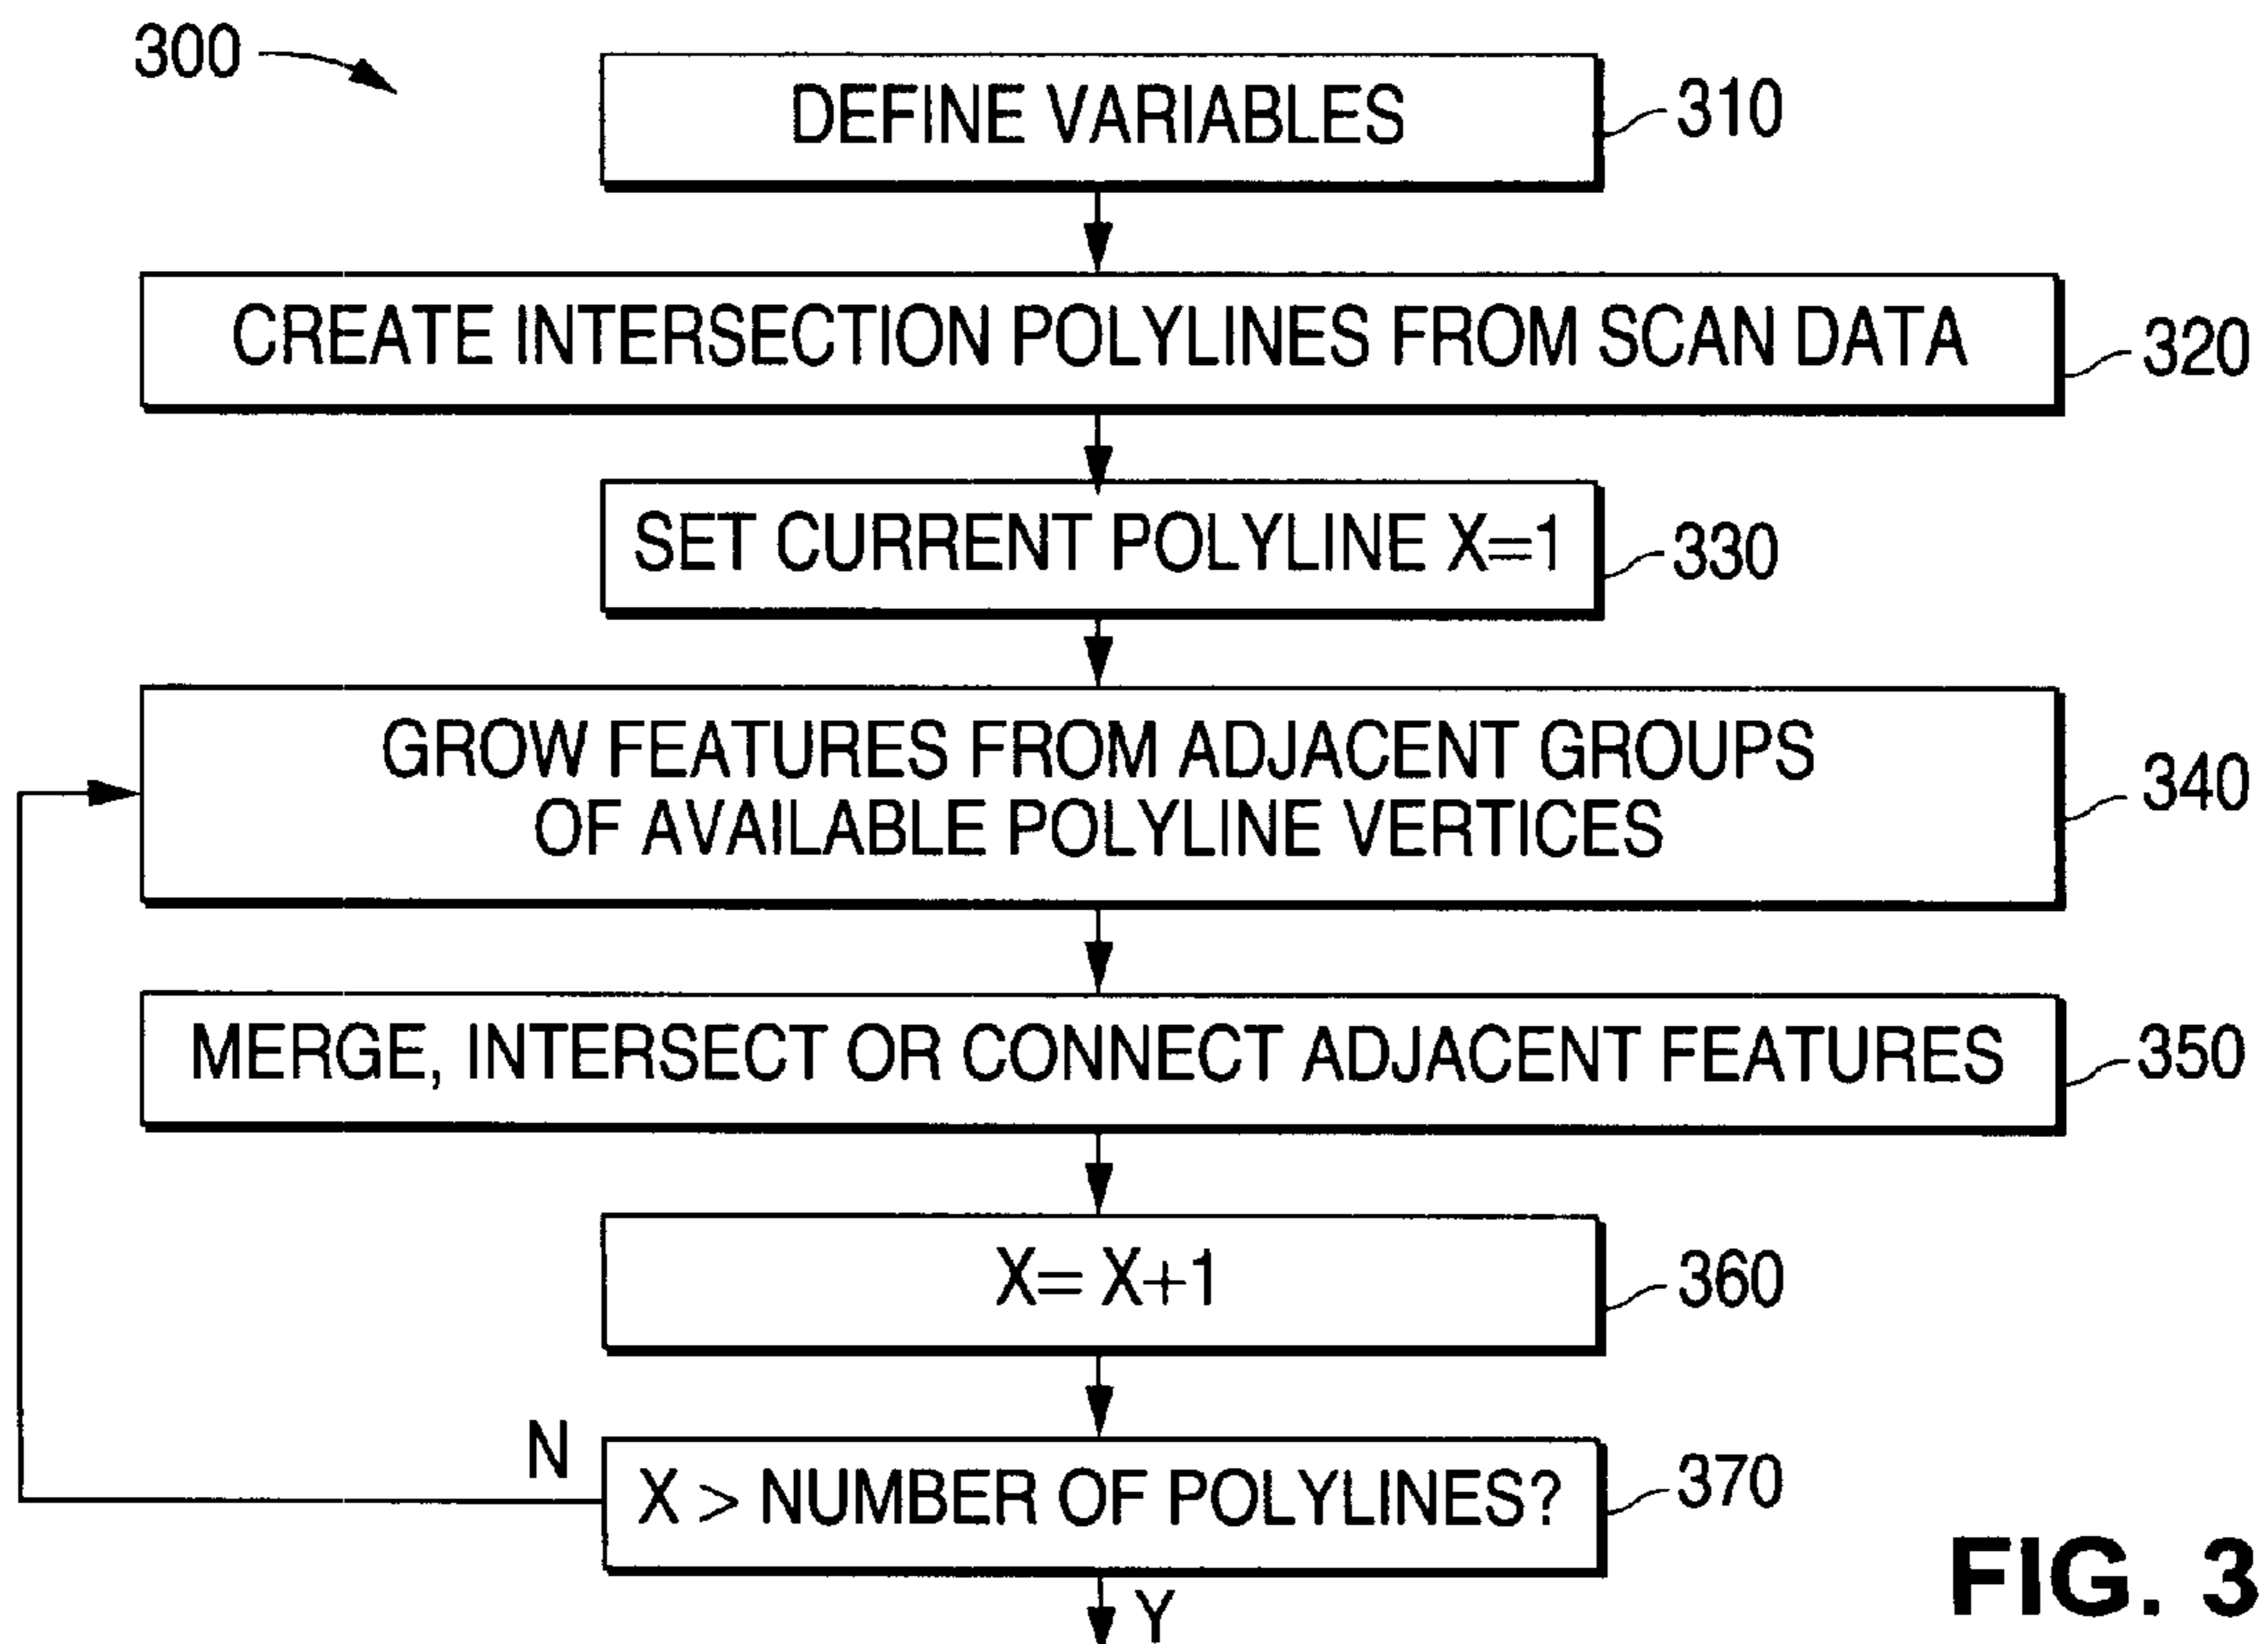 300
DEFINE VARIABLES
310
CREATE INTERSECTION POLYLINES FROM SCAN DATA
320
SET CURRENT POLYLINE X=1
330
GROW FEATURES FROM ADJACENT GROUPS
OF AVAILABLE POLYLINE VERTICES
340
MERGE, INTERSECT OR CONNECT ADJACENT FEATURES
350
X= X+1
360
N
X > NUMBER OF POLYLINES?
370
Y
FIG. 3